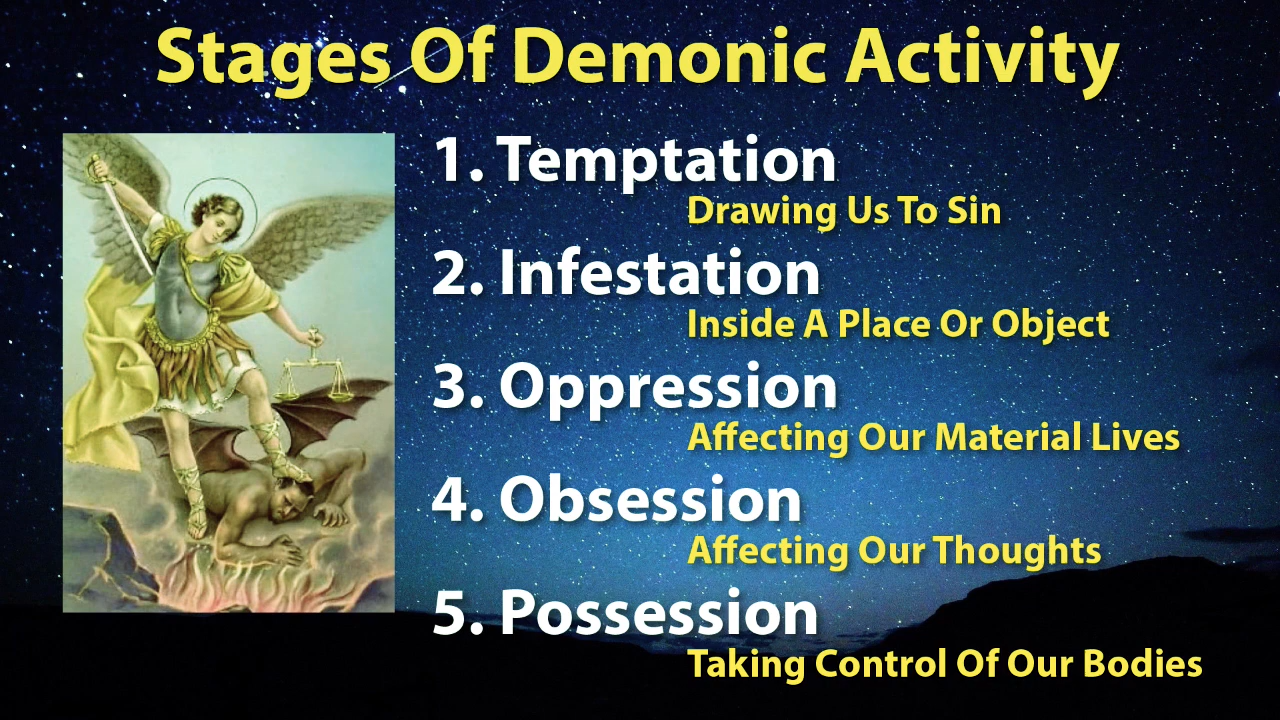 Stages Of Demonic Activity
1. Temptation
Drawing Us To Sin
2. Infestation
Inside A Place Or Object
3. Oppression
Affecting Our Material Lives
4. Obsession
Affecting Our Thoughts
5. Possession
Taking Control Of Our Bodies